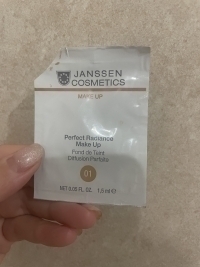 JANSSEN
COSMETICS
MAKE UP
Perfect Radiance
Make Up
Fond de Teint
Diffusion Parfaite
01
NET 0,05 FL. OZ. 1,5 ml ℮